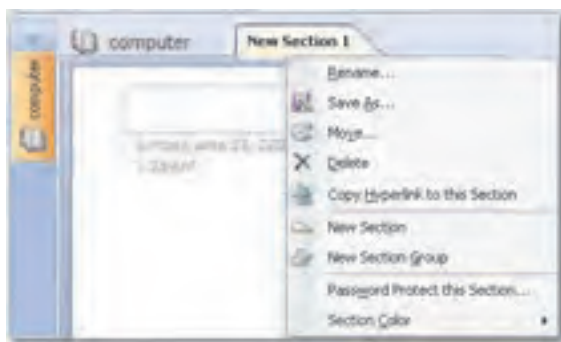 computer
New Section 1
computer
Rename...
Save As...
Move...
Delete
Copy Hyperlink to this Section
New Section
New Section Group
Password Protect this Section...
Section Color